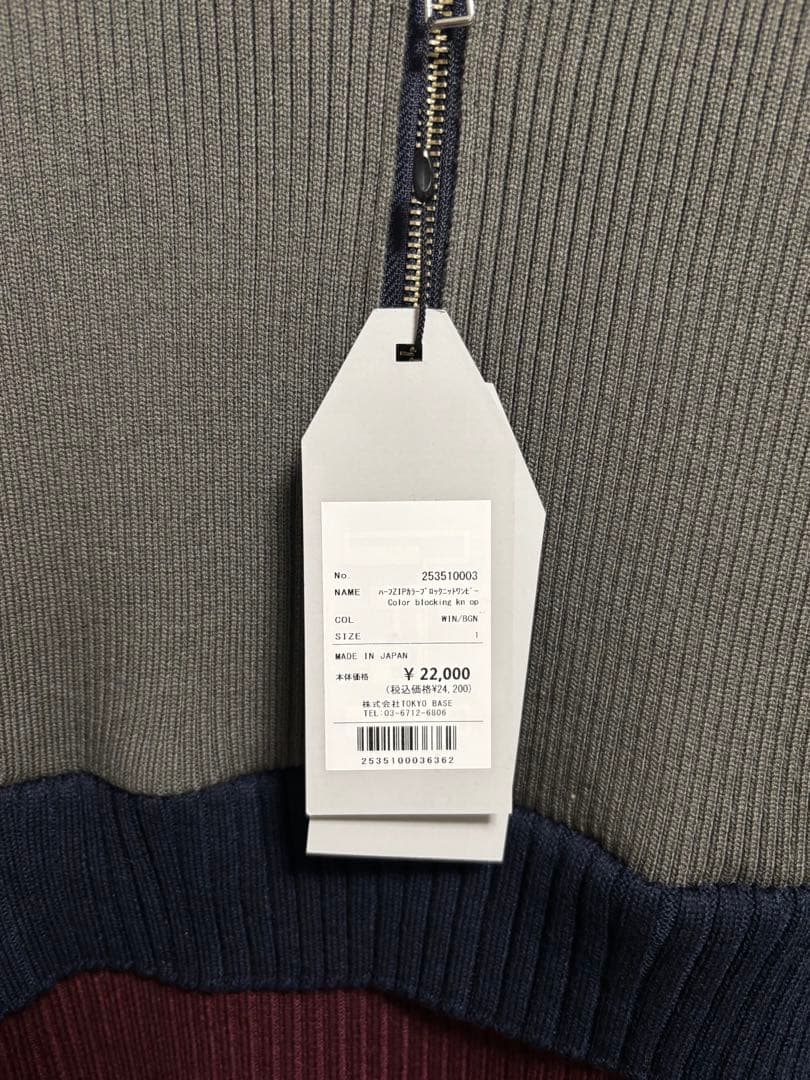 No. 253510003
NAME ﾊｰﾌZIPｶﾗｰﾌﾞﾛｯｸﾆｯﾄﾜﾝﾋﾟｰ
Color blocking kn op
COL WIN/BGN
SIZE 1
MADE IN JAPAN
本体価格 ¥ 22,000
(税込価格¥24,200)
株式会社TOKYO BASE
TEL:03-6712-6806
2535100036362